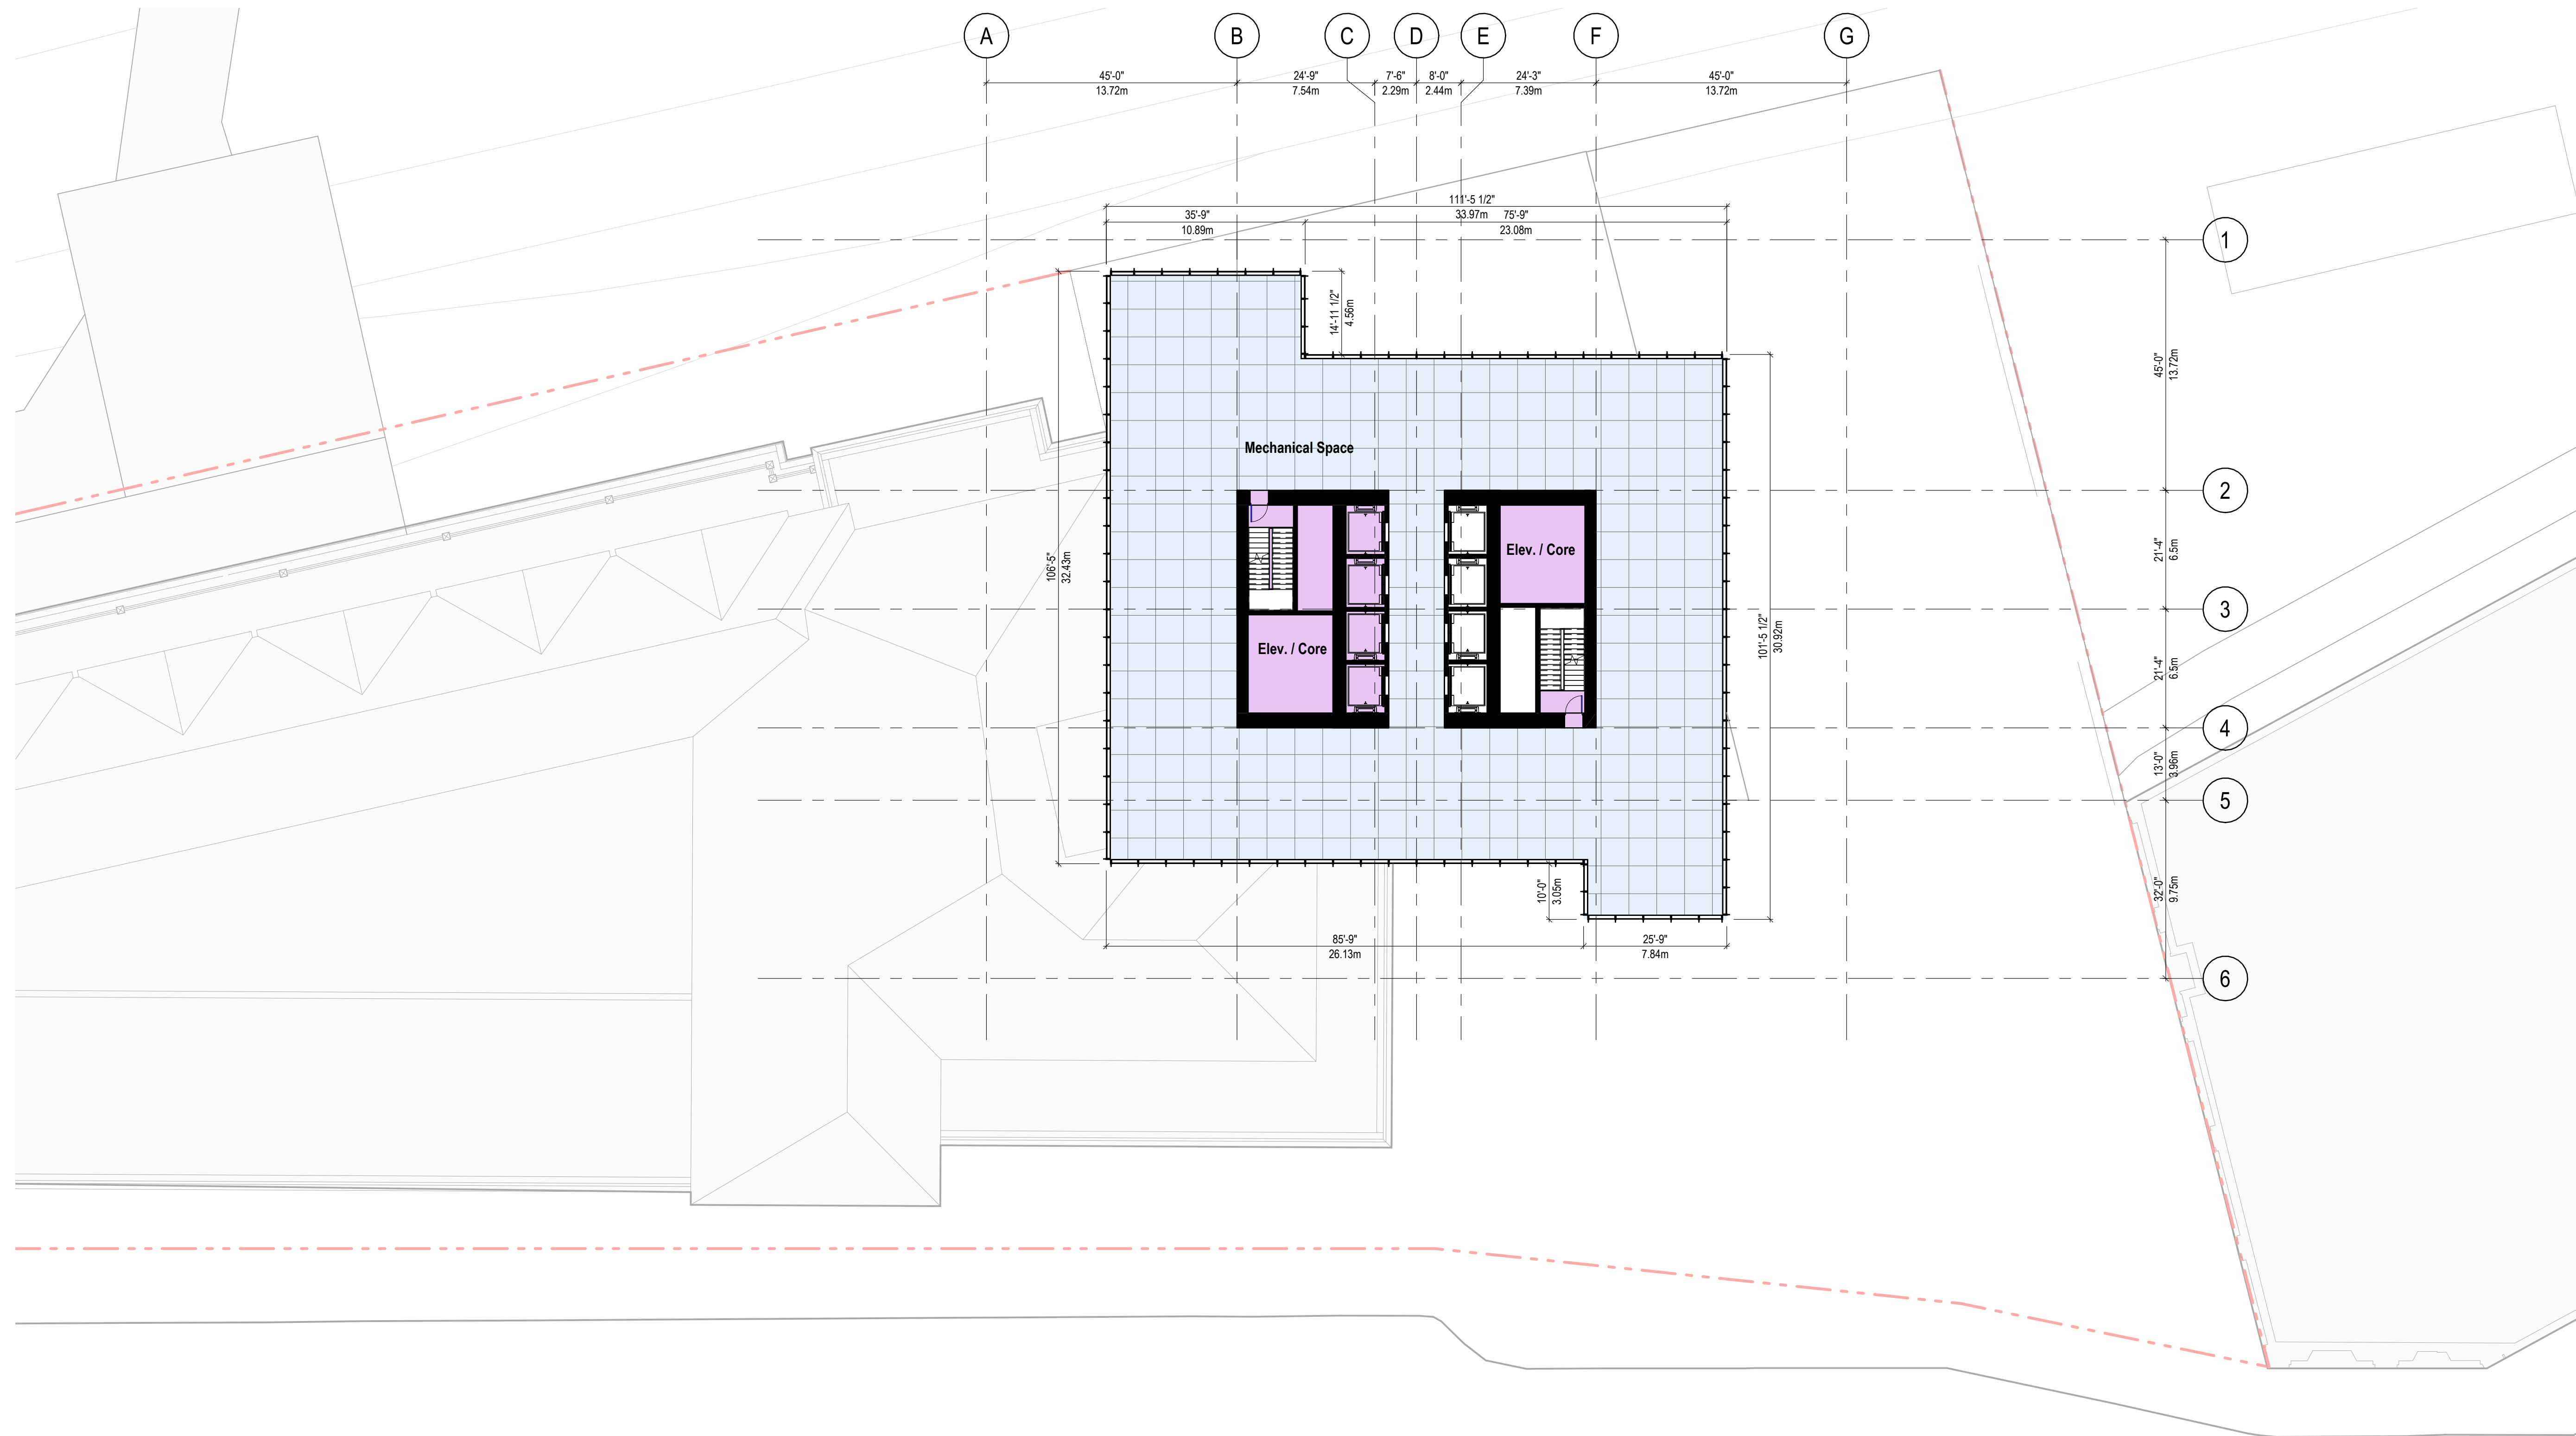 A
B
C
D
E
F
G
45'-0"
24'-9"
7'-6"
8'-0"
24'-3"
45'-0"
13.72m
7.54m
2.29m
2.44m
7.39m
13.72m
111'-5 1/2"
33.97m
35'-9"
75'-9"
10.89m
23.08m
1
14'-11 1/2"
4.56m
45'-0"
13.72m
Mechanical Space
2
Elev. / Core
21'-4"
6.5m
106'-5"
32.43m
3
Elev. / Core
101'-5 1/2"
30.92m
21'-4"
6.5m
4
13'-0"
3.96m
5
10'-0"
3.05m
32'-0"
9.75m
85'-9"
26.13m
25'-9"
7.84m
6